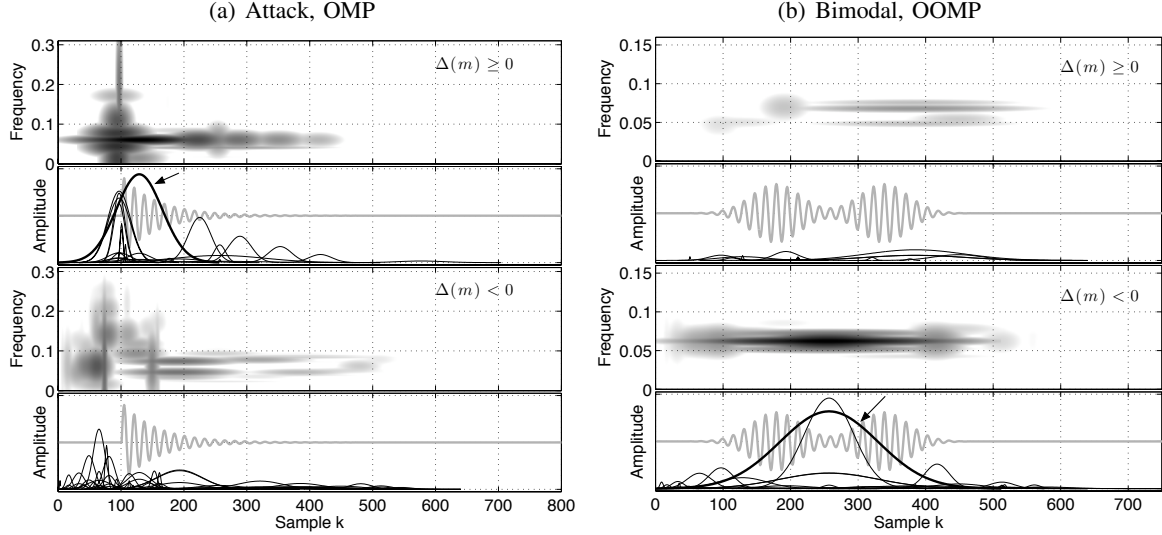 (a) Attack, OMP
0.3
0.2
0.1
0
Frequency
Δ(m) ≥ 0
Amplitude
0.3
0.2
0.1
0
Frequency
Δ(m) < 0
Amplitude
0 100 200 300 400 500 600 700 800
Sample k
(b) Bimodal, OOMP
0.15
0.1
0.05
0
Frequency
Δ(m) ≥ 0
Amplitude
0.15
0.1
0.05
0
Frequency
Δ(m) < 0
Amplitude
0 100 200 300 400 500 600 700
Sample k